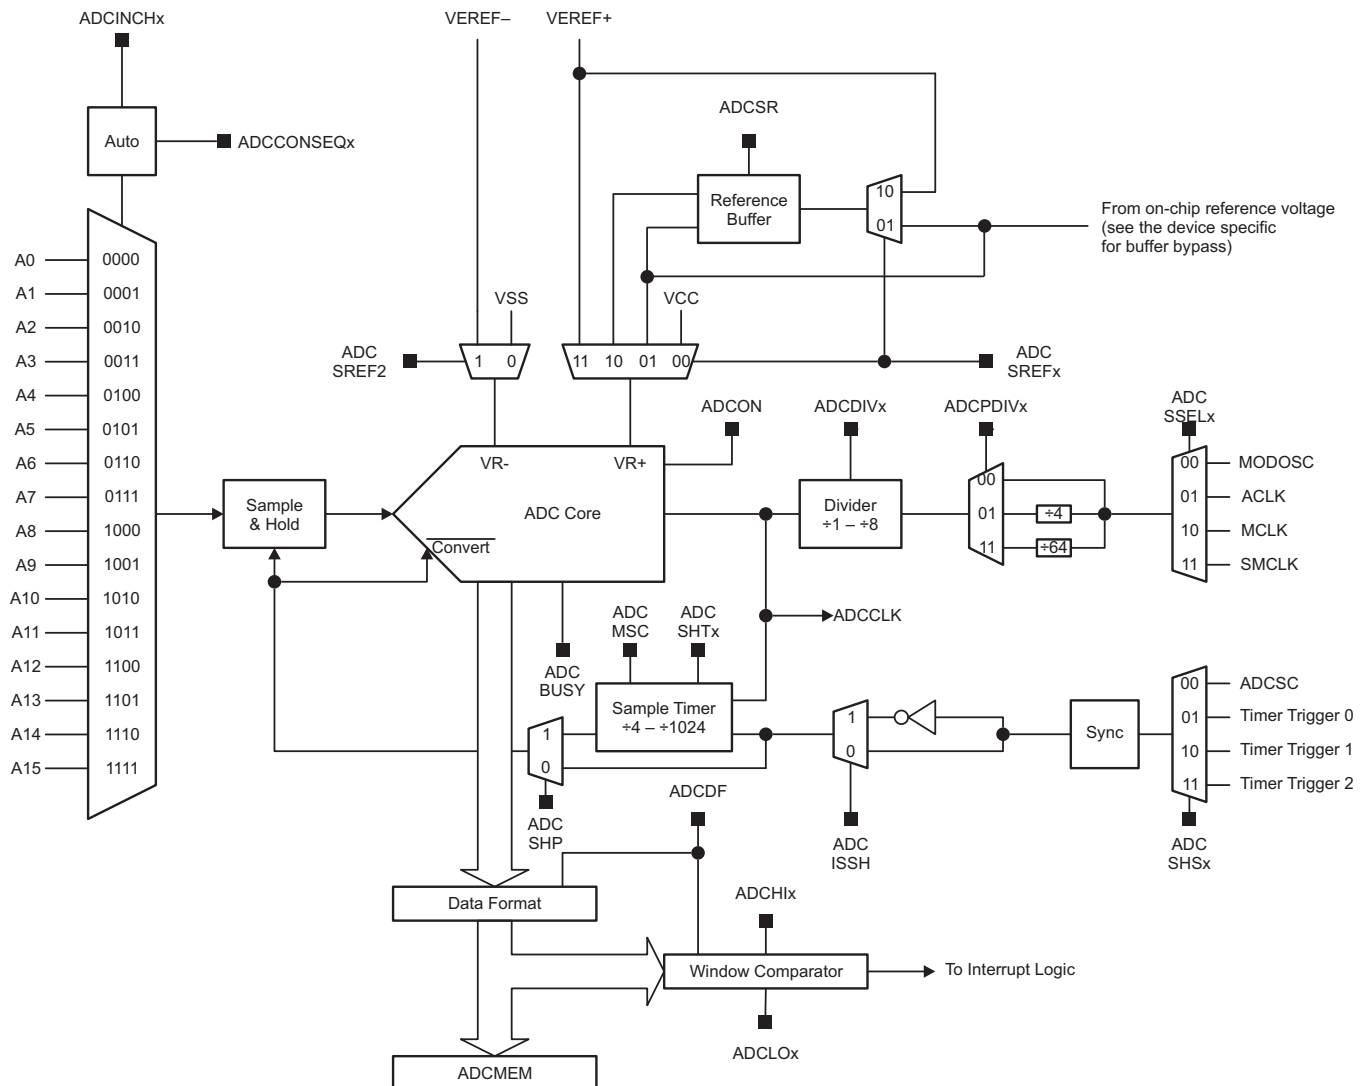 ADCINCHx
VEREF–
VEREF+
ADCSR
Auto
ADCCONSEQx
Reference
Buffer
10
01
From on-chip reference voltage
(see the device specific
for buffer bypass)
A0
0000
A1
0001
A2
0010
A3
0011
A4
0100
A5
0101
A6
0110
A7
0111
A8
1000
A9
1001
A10
1010
A11
1011
A12
1100
A13
1101
A14
1110
A15
1111
VSS
VCC
ADC
SREF2
1 0
11 10 01 00
ADC
SREFx
ADCON
ADCDIVx
ADCPDIVx
ADC
SSELx
VR-
VR+
ADC Core
Convert
Sample
& Hold
Divider
÷1 – ÷8
00
01
11
÷4
÷64
00
MODOSC
01
ACLK
10
MCLK
11
SMCLK
ADCCLK
ADC
BUSY
ADC
MSC
ADC
SHTx
Sample Timer
÷4 – ÷1024
1
0
ADC
SHP
1
0
ADC
ISSH
Sync
00
ADCSC
01
Timer Trigger 0
10
Timer Trigger 1
11
Timer Trigger 2
ADC
SHSx
ADCDF
Data Format
ADCHIx
Window Comparator
To Interrupt Logic
ADCLOx
ADCMEM